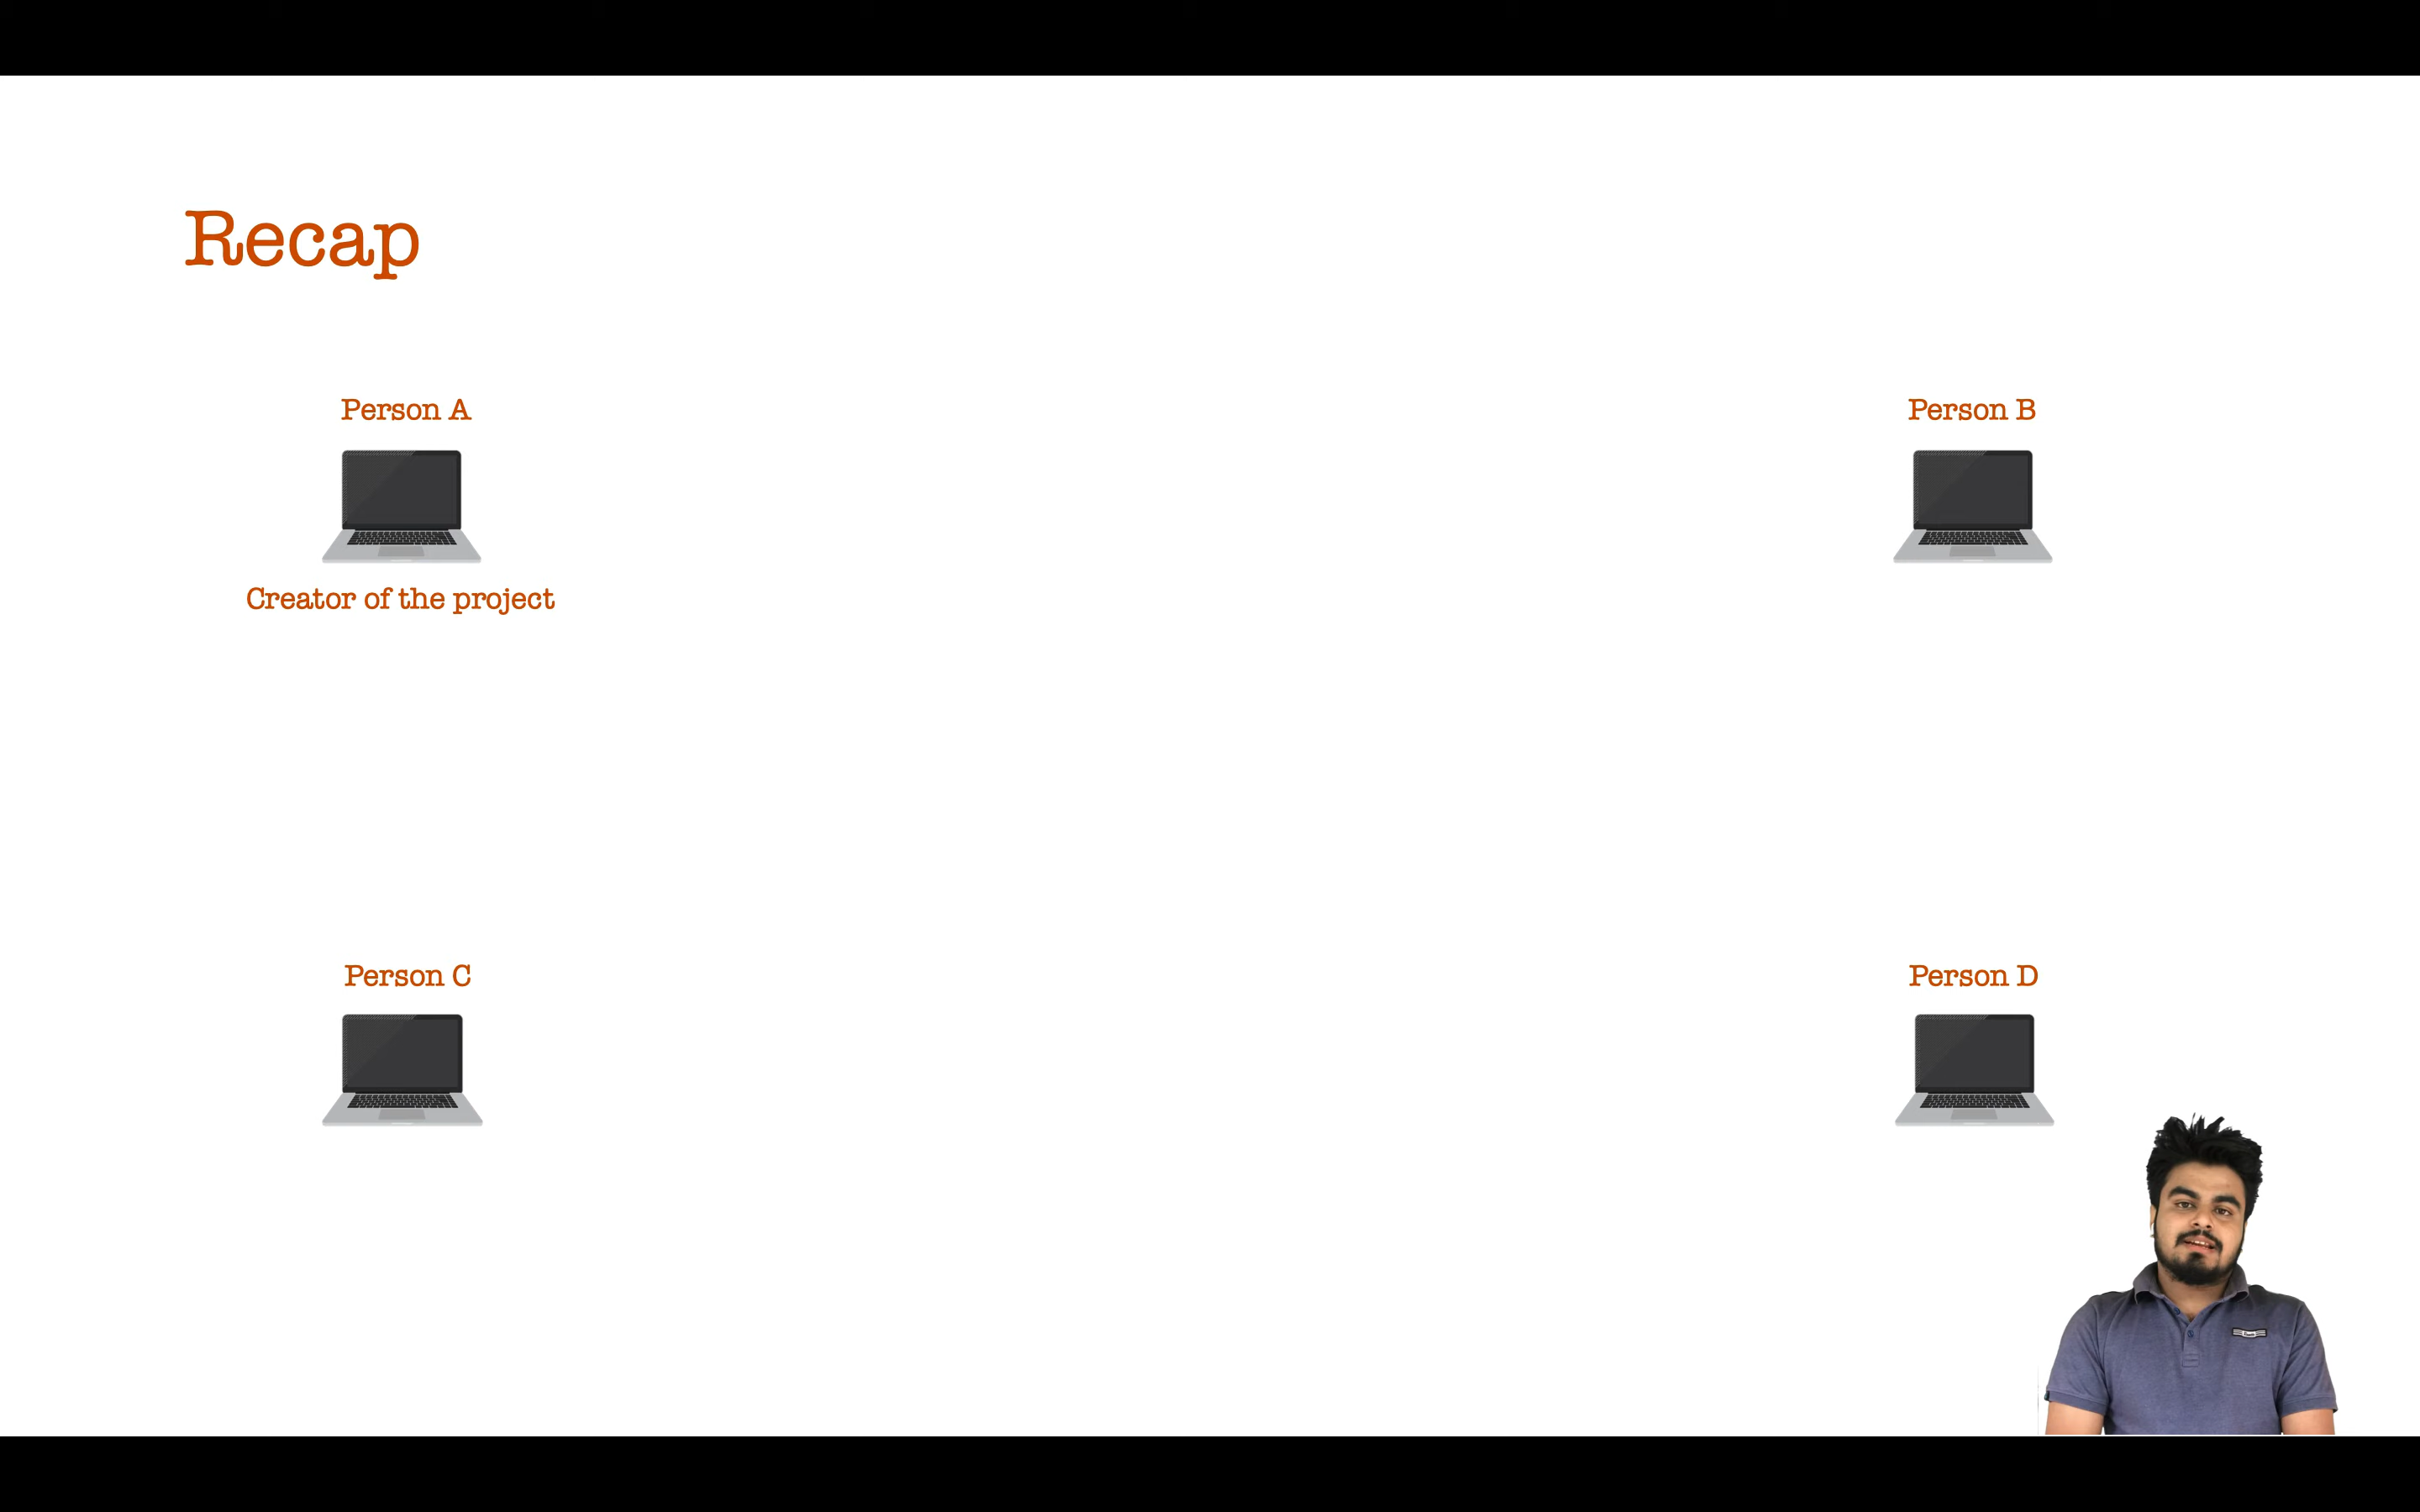 Recap
Person A
Person B
Creator of the project
Person C
Person D